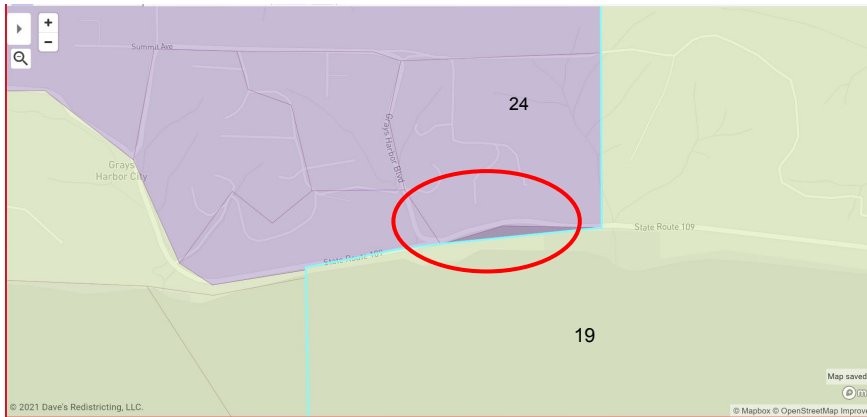 +
−
Summit Ave
24
Grays Harbor Blvd
Grays
Harbor City
State Route 109
State Route 109
19
Map saved
© 2021 Dave's Redistricting, LLC.
© Mapbox © OpenStreetMap Improve